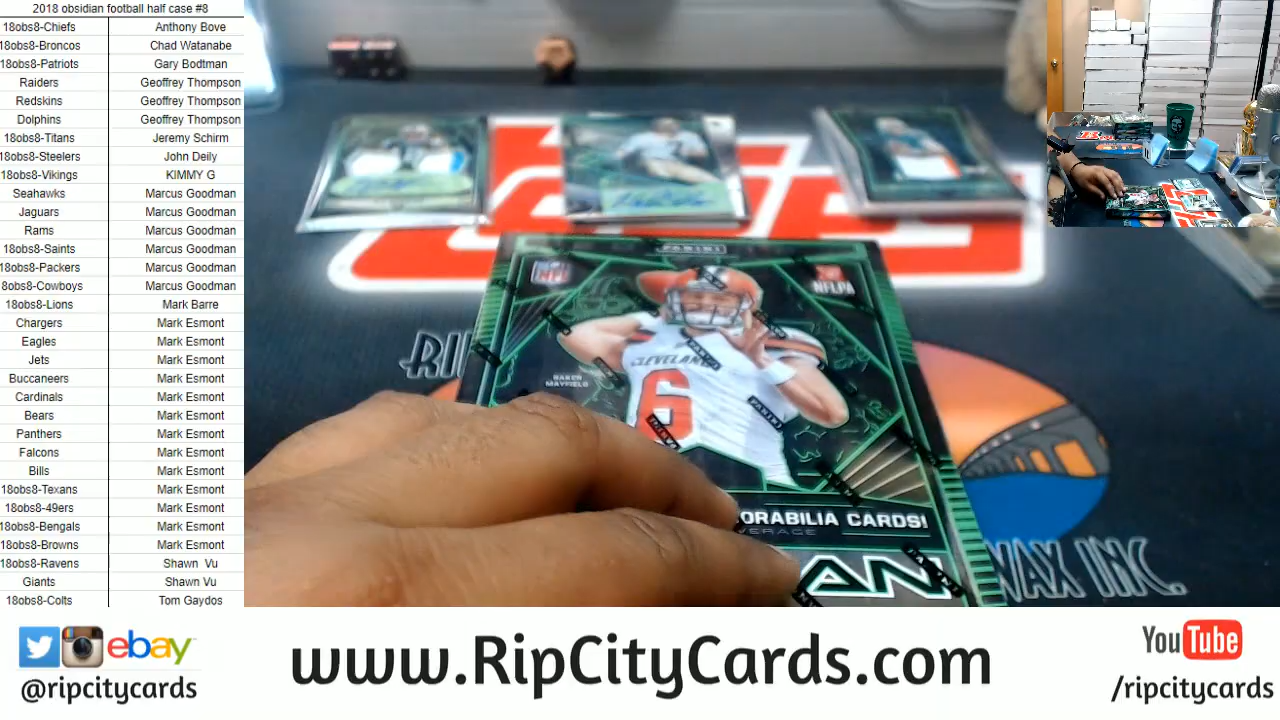 2018 obsidian football half case #8
18obs8-Chiefs Anthony Bove
18obs8-Broncos Chad Watanabe
18obs8-Patriots Gary Bodtman
Raiders Geoffrey Thompson
Redskins Geoffrey Thompson
Dolphins Geoffrey Thompson
18obs8-Titans Jeremy Schirm
18obs8-Steelers John Deily
18obs8-Vikings KIMMY G
Seahawks Marcus Goodman
Jaguars Marcus Goodman
Rams Marcus Goodman
18obs8-Saints Marcus Goodman
18obs8-Packers Marcus Goodman
8obs8-Cowboys Marcus Goodman
18obs8-Lions Mark Barre
Chargers Mark Esmont
Eagles Mark Esmont
Jets Mark Esmont
Buccaneers Mark Esmont
Cardinals Mark Esmont
Bears Mark Esmont
Panthers Mark Esmont
Falcons Mark Esmont
Bills Mark Esmont
18obs8-Texans Mark Esmont
18obs8-49ers Mark Esmont
18obs8-Bengals Mark Esmont
18obs8-Browns Mark Esmont
18obs8-Ravens Shawn Vu
Giants Shawn Vu
18obs8-Colts Tom Gaydos
PANINI
NFL
NFLPA
CLEVELAND
BAKER
MAYFIELD
6
ORABILIA CARDS!
VERAGE
AN
RI
WAX INC.
ebay
@ripcitycards
www.RipCityCards.com
YouTube
/ripcitycards